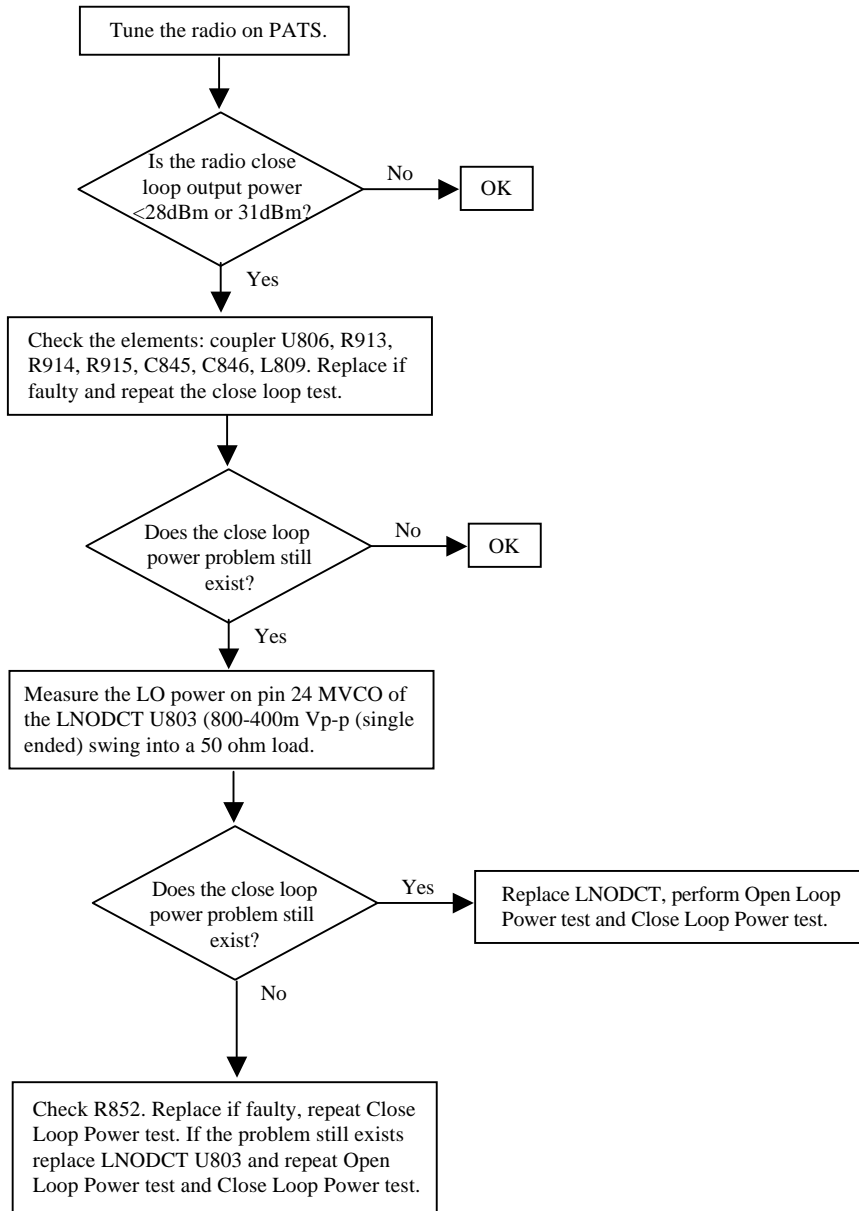 Tune the radio on PATS.
Is the radio close
loop output power
<28dBm or 31dBm?
No
OK
Yes
Check the elements: coupler U806, R913,
R914, R915, C845, C846, L809. Replace if
faulty and repeat the close loop test.
Does the close loop
power problem still
exist?
No
OK
Yes
Measure the LO power on pin 24 MVCO of
the LNODCT U803 (800-400m Vp-p (single
ended) swing into a 50 ohm load.
Does the close loop
power problem still
exist?
Yes
Replace LNODCT, perform Open Loop
Power test and Close Loop Power test.
No
Check R852. Replace if faulty, repeat Close
Loop Power test. If the problem still exists
replace LNODCT U803 and repeat Open
Loop Power test and Close Loop Power test.